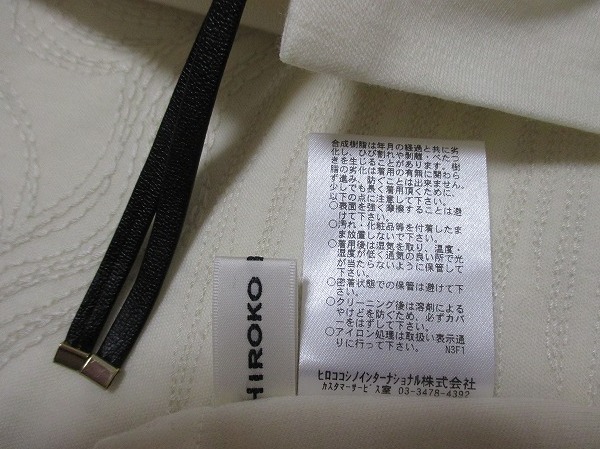 合成樹脂は年月の経過と共に劣
化し、ひび割れや剥離・べたつ
きを生じることがあります。樹
脂の劣化は着用の有無に関わら
ず進み、防ぐことは出来ません。
少しでも長く着用頂くために、
以下の点に注意して下さい。
○表面を強く摩擦することは避
けて下さい。
○汚れ・化粧品等を付着したま
ま放置しないで下さい。
○着用後は湿気を取り、温度・
湿度が低く通気の良い所で光
が当たらないように保管して
下さい。
○密着状態での保管は避けて下
さい。
○クリーニング後は溶剤による
やけどを防ぐため、必ずカバ
ーをはずして下さい。
○アイロン処理は取扱い表示通
りに行って下さい。 N3F1
ヒロココシノインターナショナル株式会社
カスタマーサービス室 03-3478-4392
HIROKO